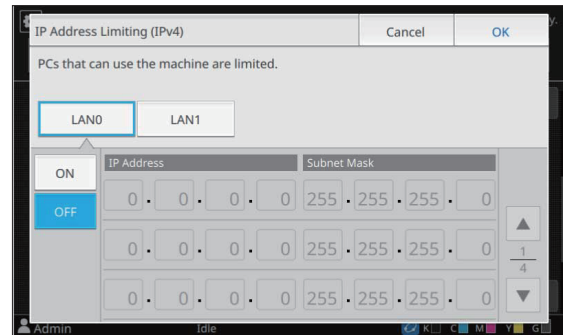 IP Address Limiting (IPv4) Cancel OK
y.
PCs that can use the machine are limited.
LAN0 LAN1
ON
OFF
IP Address Subnet Mask
0. 0. 0. 0 255. 255. 255. 0
0. 0. 0. 0 255. 255. 255. 0
0. 0. 0. 0 255. 255. 255. 0
1
4
Admin Idle K C M Y G